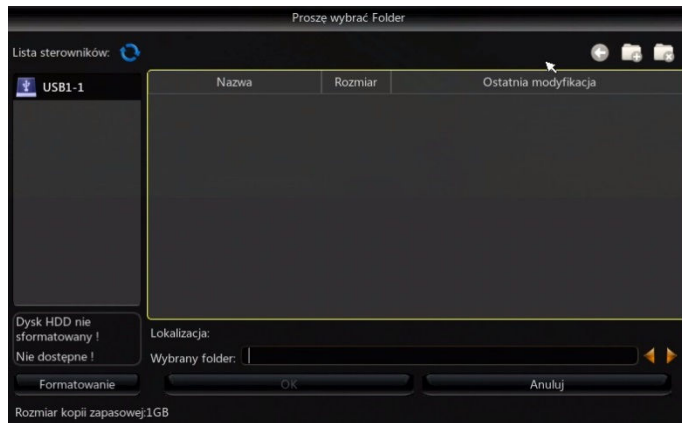 Proszę wybrać Folder
Lista sterowników:
USB1-1
Nazwa Rozmiar Ostatnia modyfikacja
Dysk HDD nie
sformatowany !
Nie dostępne !
Lokalizacja:
Wybrany folder:
Formatowanie OK Anuluj
Rozmiar kopii zapasowej:1GB